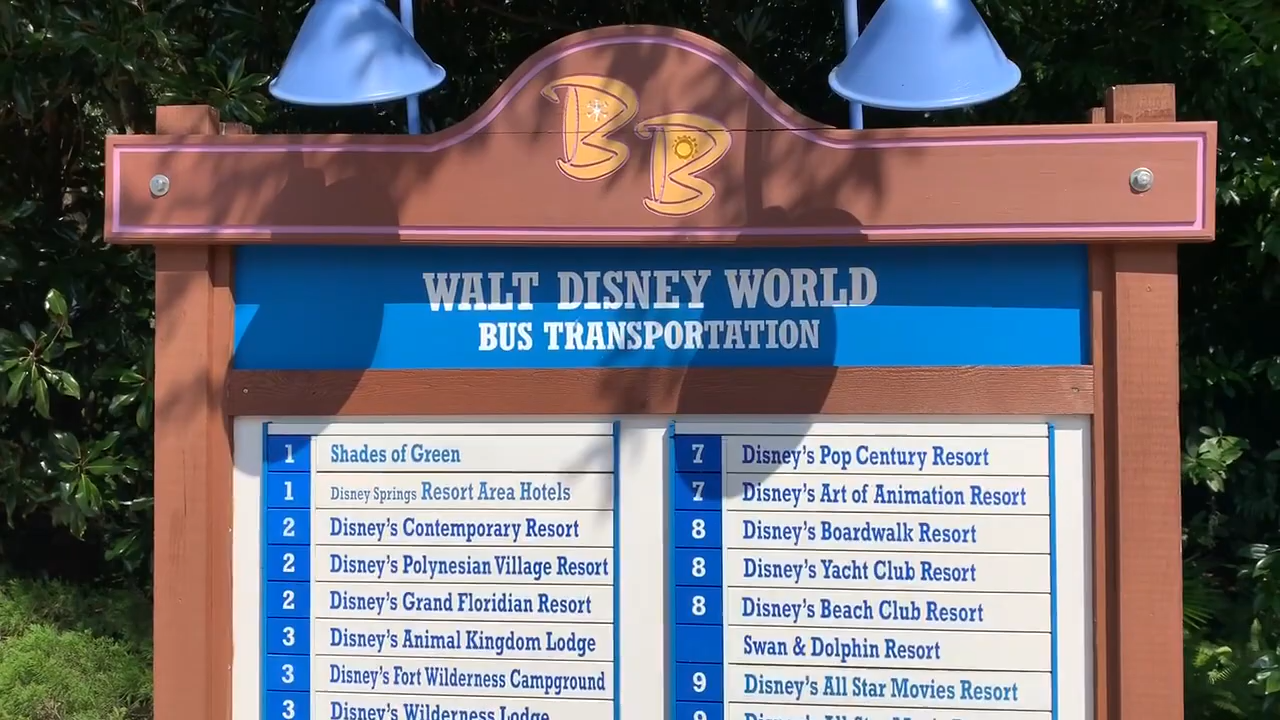 BB
WALT DISNEY WORLD
BUS TRANSPORTATION
1 Shades of Green
1 Disney Springs Resort Area Hotels
2 Disney's Contemporary Resort
2 Disney's Polynesian Village Resort
2 Disney's Grand Floridian Resort
3 Disney's Animal Kingdom Lodge
3 Disney's Fort Wilderness Campground
3 Disney's Wilderness Lodge
7 Disney's Pop Century Resort
7 Disney's Art of Animation Resort
8 Disney's Boardwalk Resort
8 Disney's Yacht Club Resort
8 Disney's Beach Club Resort
Swan & Dolphin Resort
9 Disney's All Star Movies Resort
9 Disney's All Star